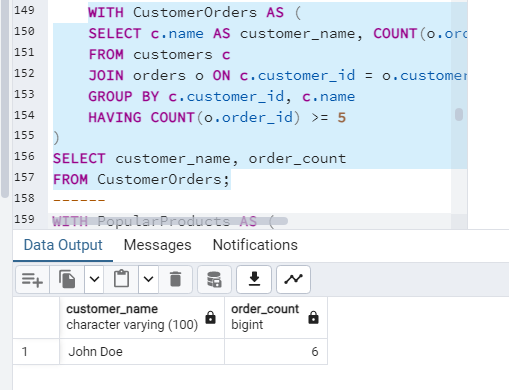 149 WITH CustomerOrders AS (
150 SELECT c.name AS customer_name, COUNT(o.ord
151 FROM customers c
152 JOIN orders o ON c.customer_id = o.customer
153 GROUP BY c.customer_id, c.name
154 HAVING COUNT(o.order_id) >= 5
155 )
156 SELECT customer_name, order_count
157 FROM CustomerOrders;
158 ------
159 WITH PopularProducts AS (
Data Output Messages Notifications
customer_name order_count
character varying (100) bigint
1 John Doe 6